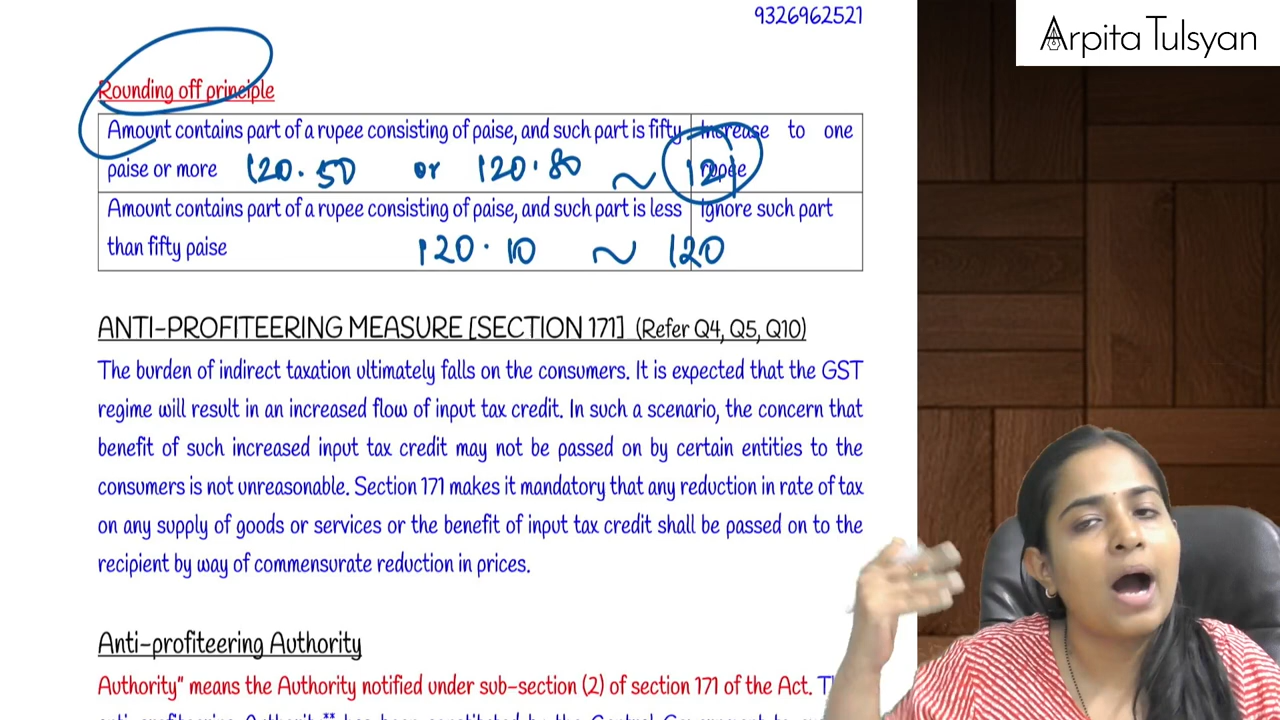 9326962521
Arpita Tulsyan
Rounding off principle
Amount contains part of a rupee consisting of paise, and such part is fifty
Increase to one
paise or more 120.50 or 120.80 ~ 121
rupee
Amount contains part of a rupee consisting of paise, and such part is less
Ignore such part
than fifty paise 120.10 ~ 120
ANTI-PROFITEERING MEASURE [SECTION 171] (Refer Q4, Q5, Q10)
The burden of indirect taxation ultimately falls on the consumers. It is expected that the GST
regime will result in an increased flow of input tax credit. In such a scenario, the concern that
benefit of such increased input tax credit may not be passed on by certain entities to the
consumers is not unreasonable. Section 171 makes it mandatory that any reduction in rate of tax
on any supply of goods or services or the benefit of input tax credit shall be passed on to the
recipient by way of commensurate reduction in prices.
Anti-profiteering Authority
Authority" means the Authority notified under sub-section (2) of section 171 of the Act.